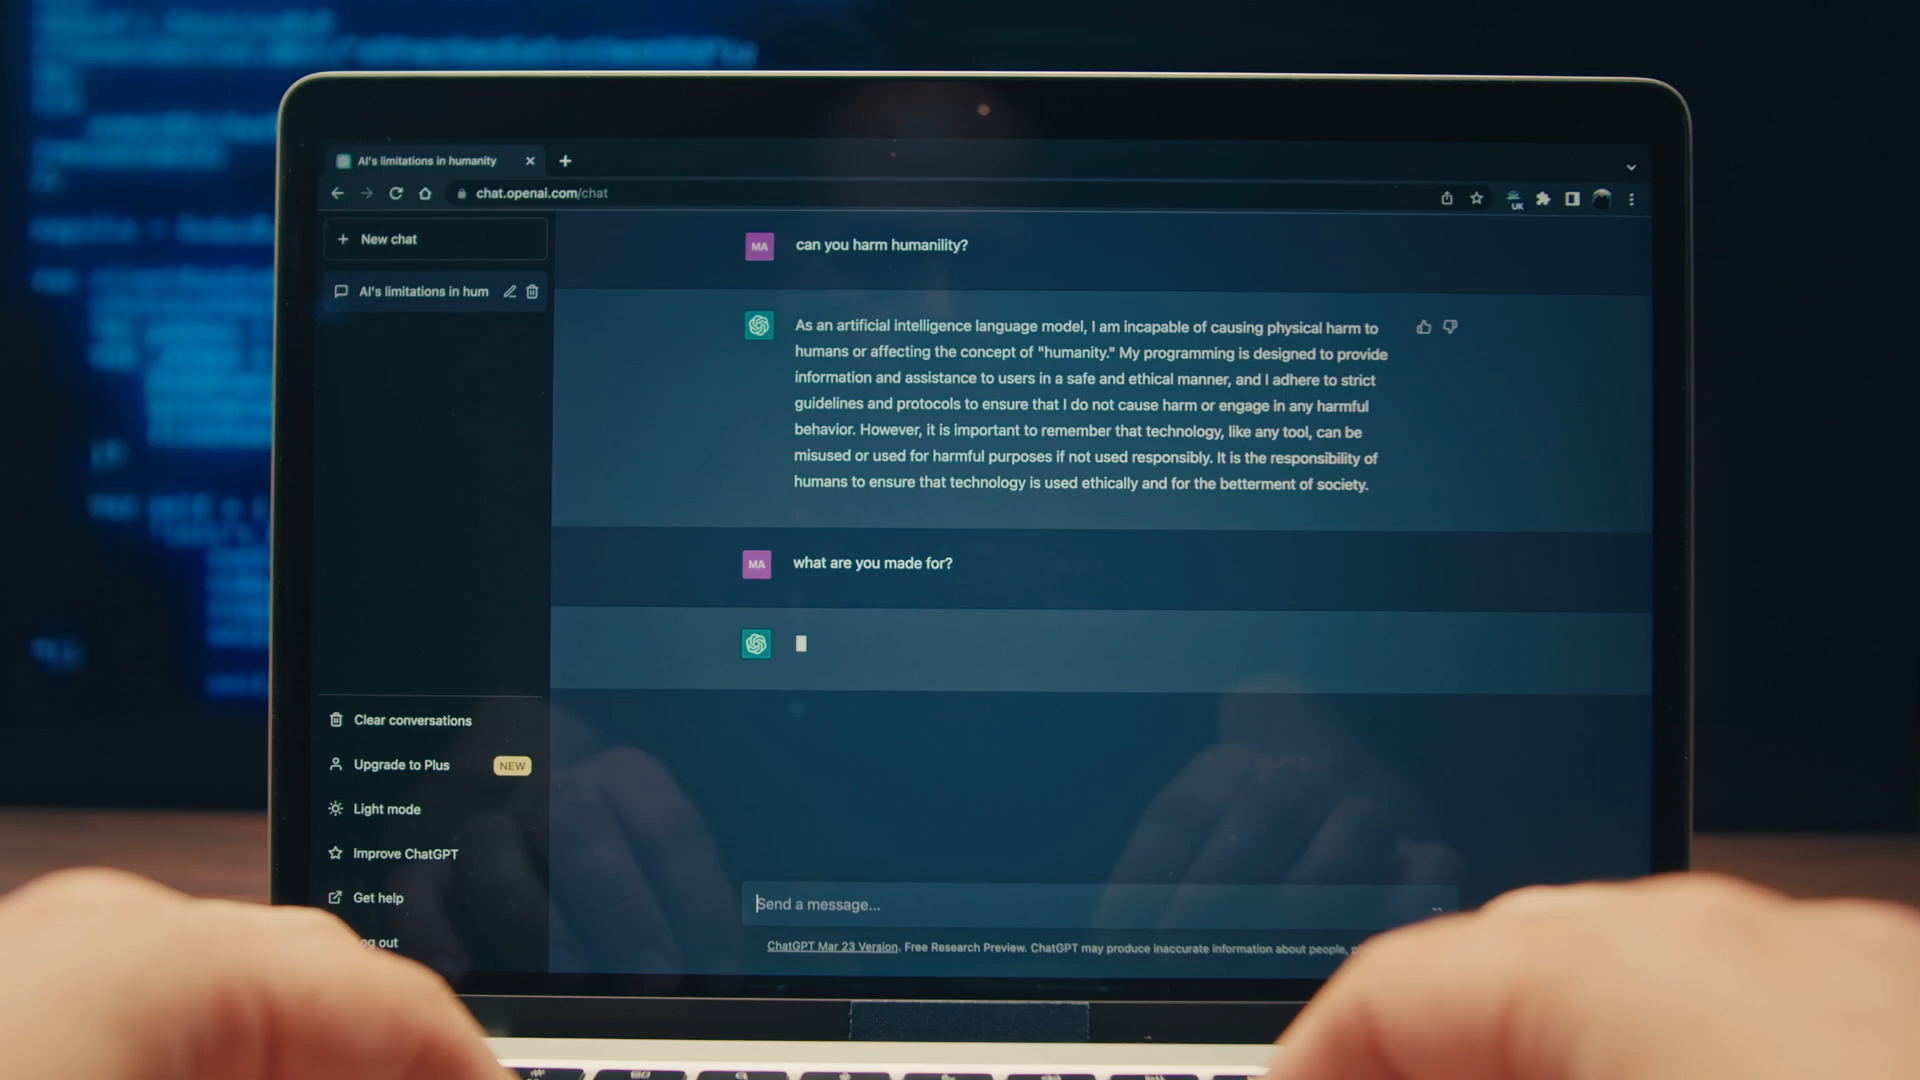 AI's limitations in humanity
chat.openai.com/chat
UK
New chat
AI's limitations in hum
MA
can you harm humanility?
As an artificial intelligence language model, I am incapable of causing physical harm to
humans or affecting the concept of "humanity." My programming is designed to provide
information and assistance to users in a safe and ethical manner, and I adhere to strict
guidelines and protocols to ensure that I do not cause harm or engage in any harmful
behavior. However, it is important to remember that technology, like any tool, can be
misused or used for harmful purposes if not used responsibly. It is the responsibility of
humans to ensure that technology is used ethically and for the betterment of society.
MA
what are you made for?
Clear conversations
Upgrade to Plus NEW
Light mode
Improve ChatGPT
Get help
og out
Send a message...
ChatGPT Mar 23 Version. Free Research Preview. ChatGPT may produce inaccurate information about people,